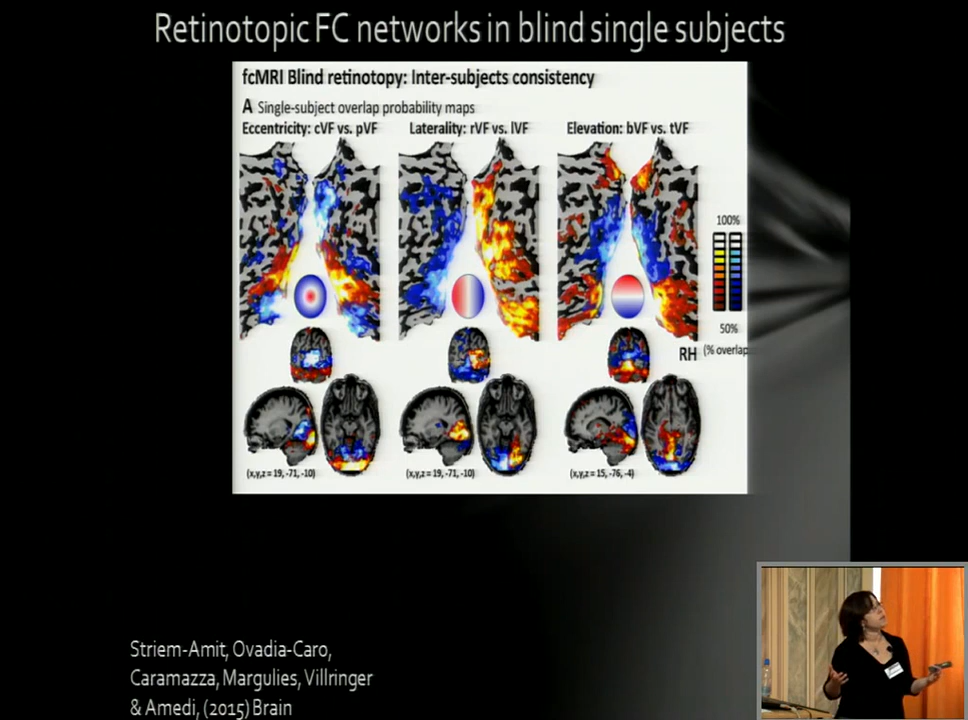 Retinotopic FC networks in blind single subjects
fcMRI Blind retinotopy: Inter-subjects consistency
A Single-subject overlap probability maps
Eccentricity: cVF vs. pVF
Laterality: rVF vs. lVF
Elevation: bVF vs. tVF
100%
50%
RH
(% overlap
(x,y,z = 19, -71, -10)
(x,y,z = 19, -71, -10)
(x,y,z = 15, -76, -4)
Striem-Amit, Ovadia-Caro,
Caramazza, Margulies, Villringer
& Amedi, (2015) Brain